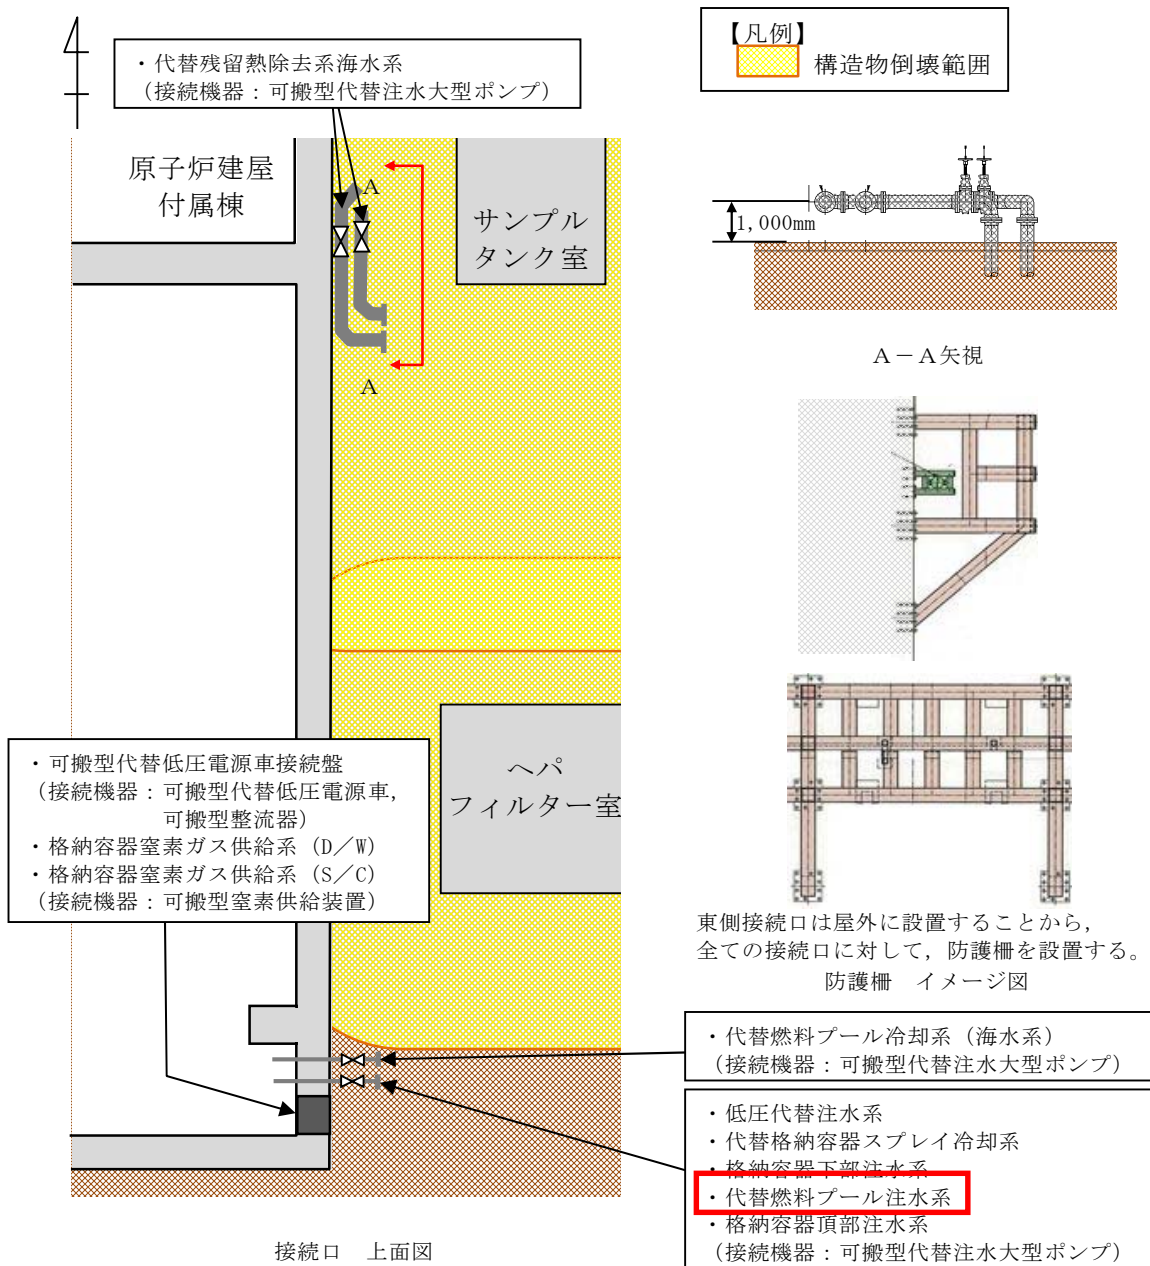 ・代替残留熱除去系海水系
（接続機器：可搬型代替注水大型ポンプ）
【凡例】
構造物倒壊範囲
原子炉建屋
付属棟
A
サンプル
タンク室
A
1,000mm
A－A矢視
・可搬型代替低圧電源車接続盤
（接続機器：可搬型代替低圧電源車，
可搬型整流器）
・格納容器窒素ガス供給系（D／W）
・格納容器窒素ガス供給系（S／C）
（接続機器：可搬型窒素供給装置）
ヘパ
フィルター室
東側接続口は屋外に設置することから，
全ての接続口に対して，防護柵を設置する。
防護柵　イメージ図
・代替燃料プール冷却系（海水系）
（接続機器：可搬型代替注水大型ポンプ）
・低圧代替注水系
・代替格納容器スプレイ冷却系
・格納容器下部注水系
・代替燃料プール注水系
・格納容器頂部注水系
（接続機器：可搬型代替注水大型ポンプ）
接続口　上面図